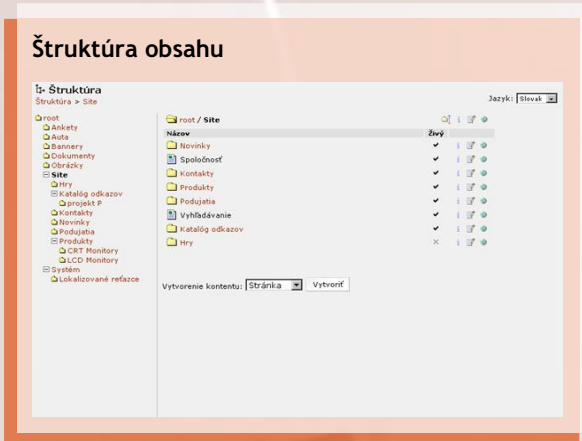 Štruktúra obsahu
Štruktúra
Štruktúra > Site
Jazyk: Slovak
root
Ankety
Auta
Bannery
Dokumenty
Obrázky
Site
Hry
Katalóg odkazov
projekt P
Kontakty
Novinky
Podujatia
Produkty
CRT Monitory
LCD Monitory
Systém
Lokalizované reťazce
root / Site
Názov Živý
Novinky
Spoločnosť
Kontakty
Produkty
Podujatia
Vyhľadávanie
Katalóg odkazov
Hry
Vytvorenie kontentu: Stránka Vytvoriť